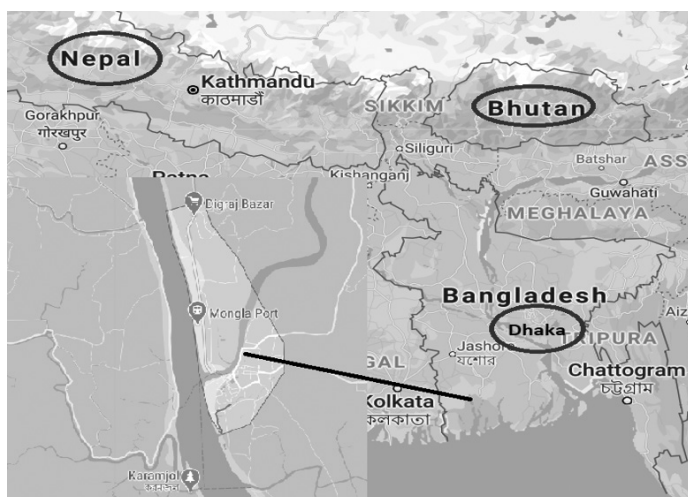 Nepal
Kathmandu
काठमाडौं
Gorakhpur
गोरखपुर
SIKKIM
Bhutan
Siliguri
Batshar
ASS
Guwahati
Kishanganj
MEGHALAYA
Digraj Bazar
Mongla Port
Karamjol
Bangladesh
Dhaka
TRIPURA
Aiz
Jashore
যশোর
GAL
Kolkata
কলকাতা
Chattogram
চট্টগ্রাম